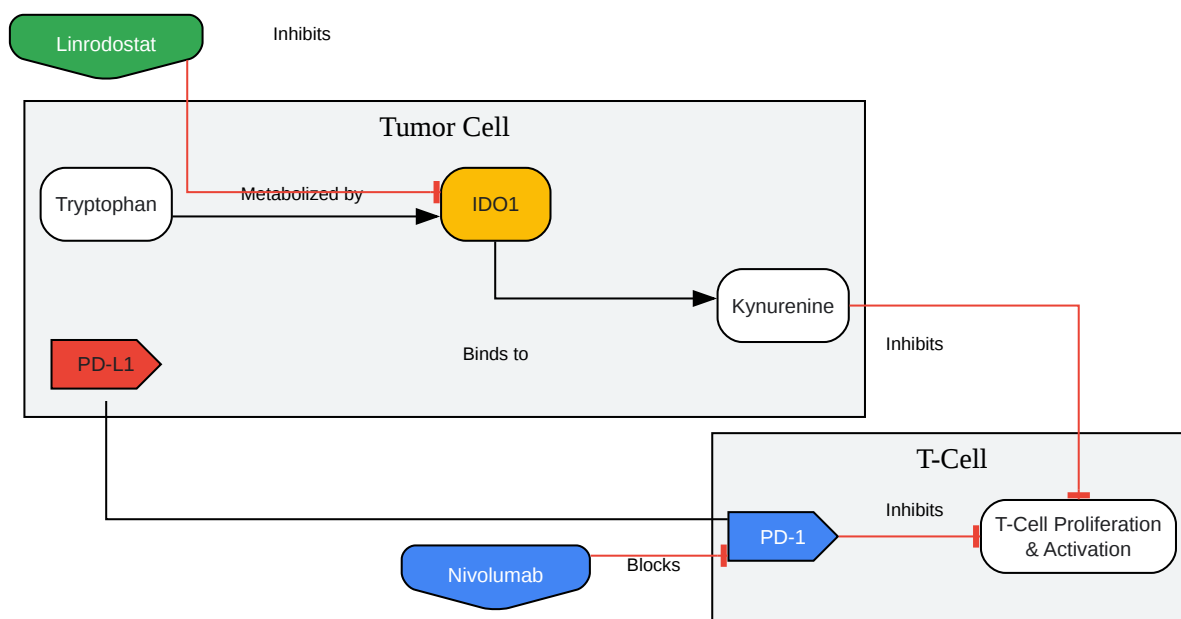 Linrodostat
Inhibits
Tumor Cell
Tryptophan
Metabolized by
IDO1
Kynurenine
PD-L1
Binds to
Inhibits
T-Cell
Inhibits
T-Cell Proliferation
& Activation
PD-1
Nivolumab
Blocks